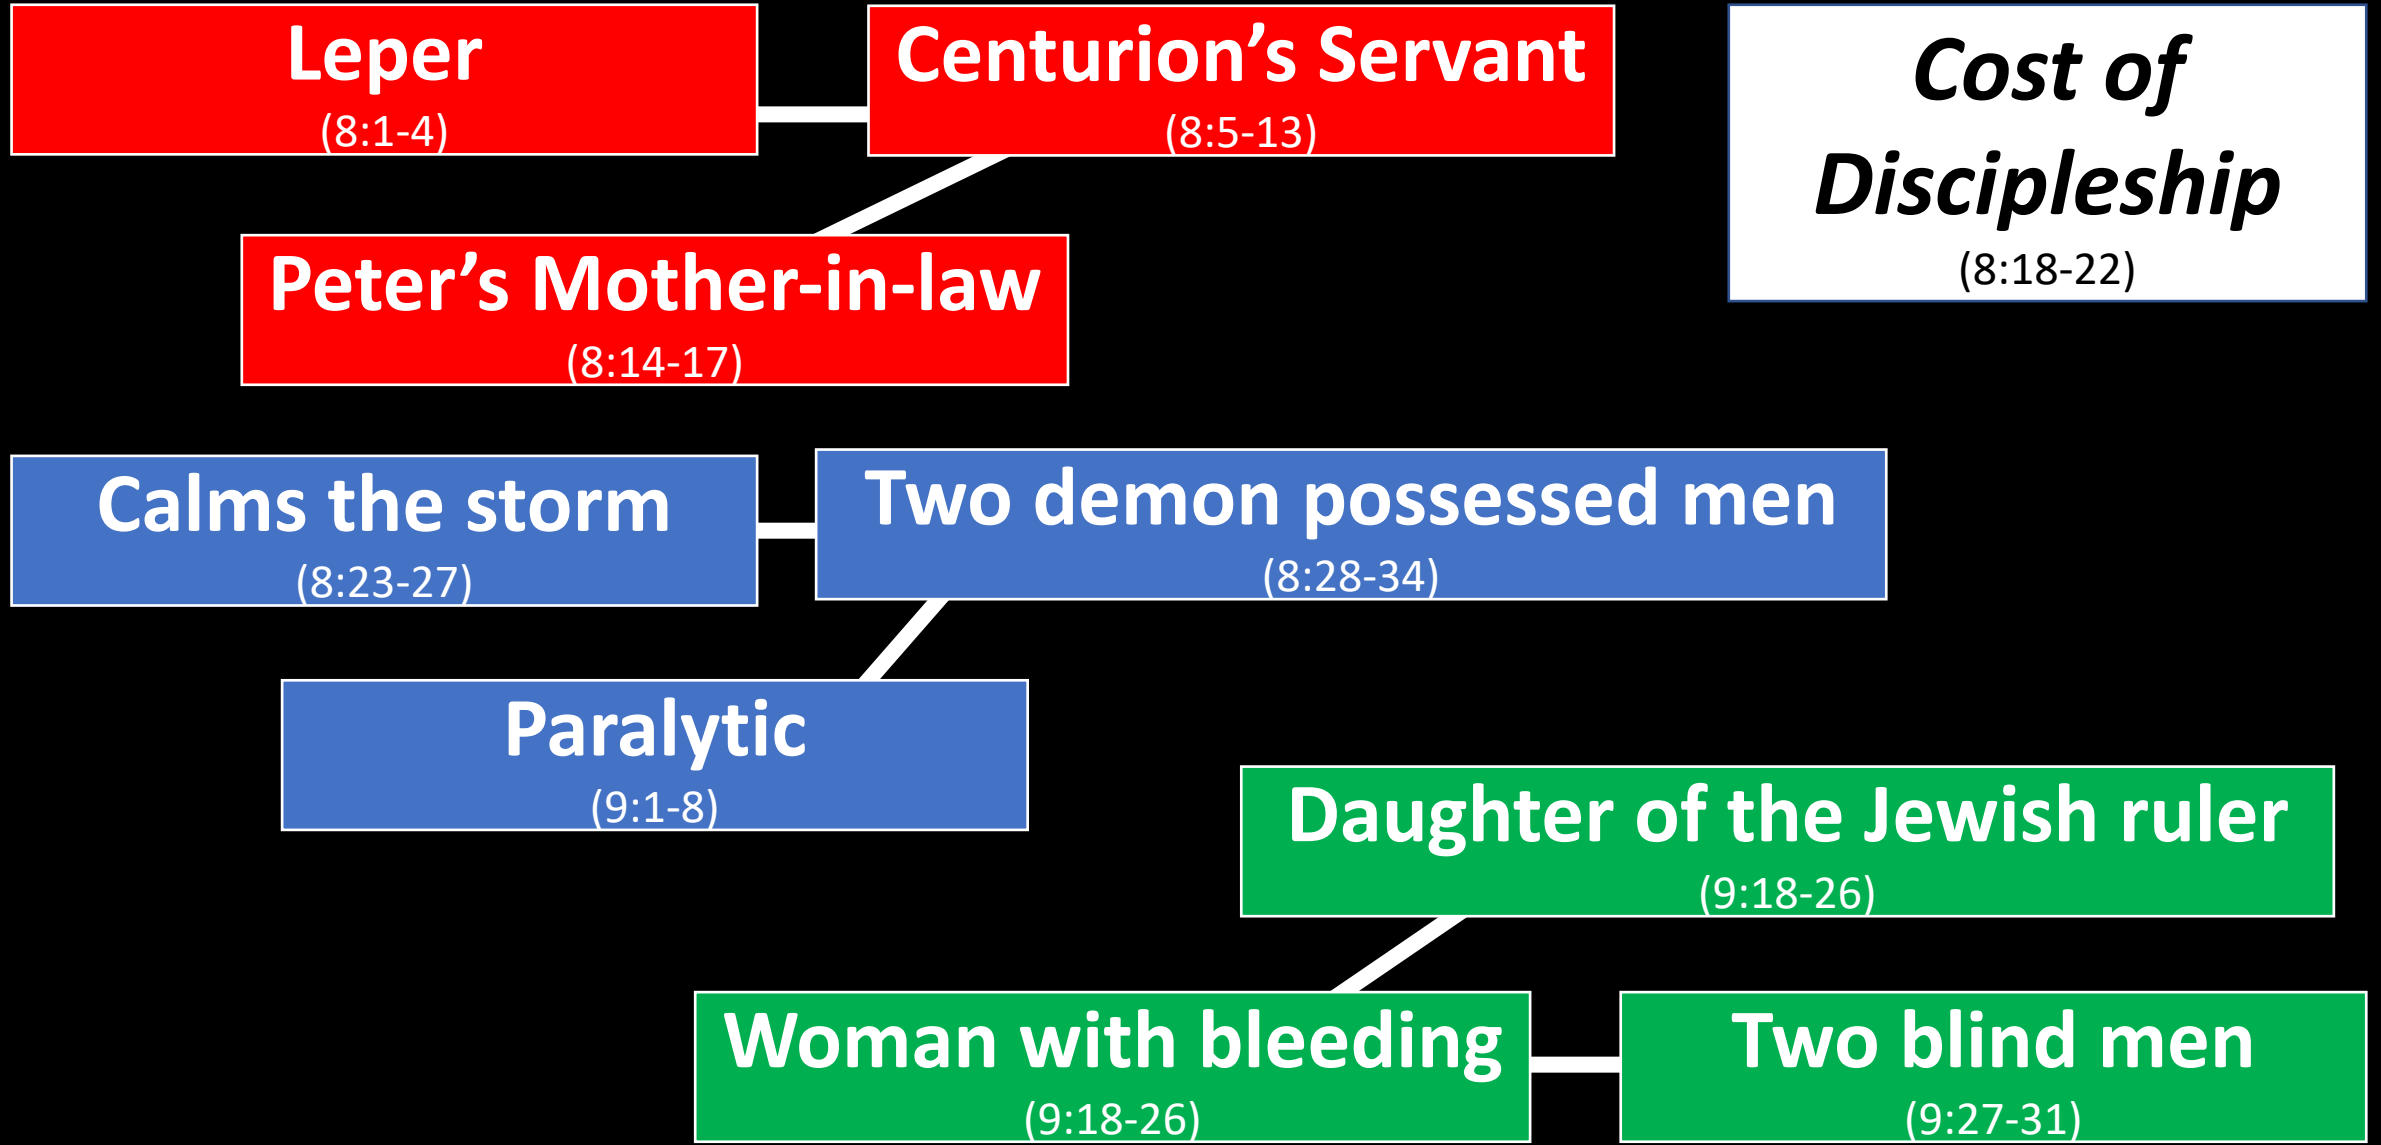 Leper
(8:1-4)
Centurion’s Servant
(8:5-13)
Cost of
Discipleship
(8:18-22)
Peter’s Mother-in-law
(8:14-17)
Calms the storm
(8:23-27)
Two demon possessed men
(8:28-34)
Paralytic
(9:1-8)
Daughter of the Jewish ruler
(9:18-26)
Woman with bleeding
(9:18-26)
Two blind men
(9:27-31)